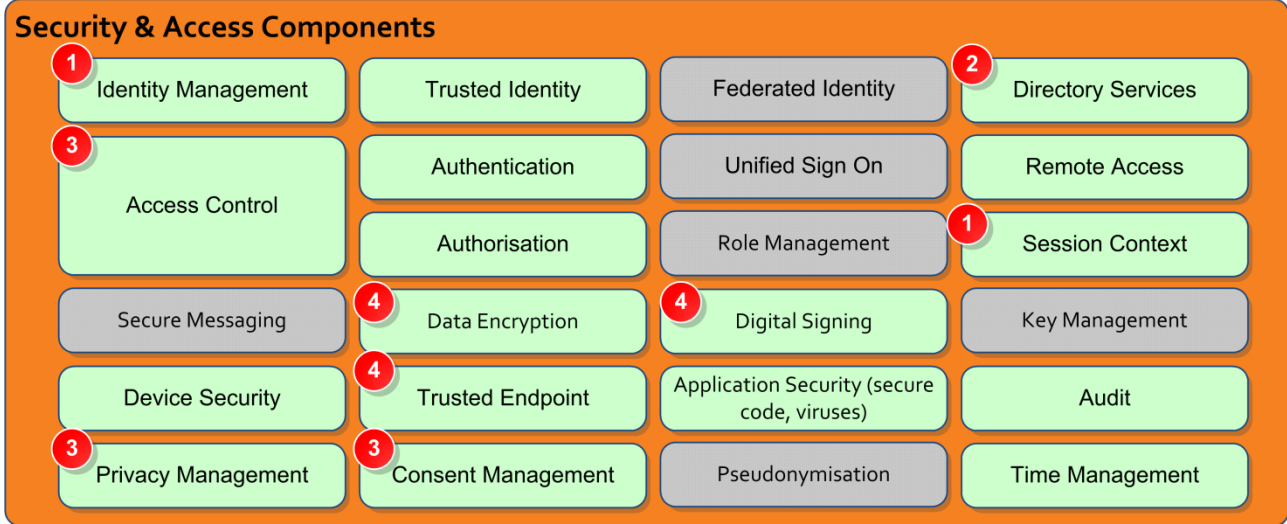 Security & Access Components
1
Identity Management
Trusted Identity
Federated Identity
2
Directory Services
3
Access Control
Authentication
Unified Sign On
Remote Access
Authorisation
Role Management
1
Session Context
Secure Messaging
4
Data Encryption
4
Digital Signing
Key Management
Device Security
4
Trusted Endpoint
Application Security (secure
code, viruses)
Audit
3
Privacy Management
3
Consent Management
Pseudonymisation
Time Management